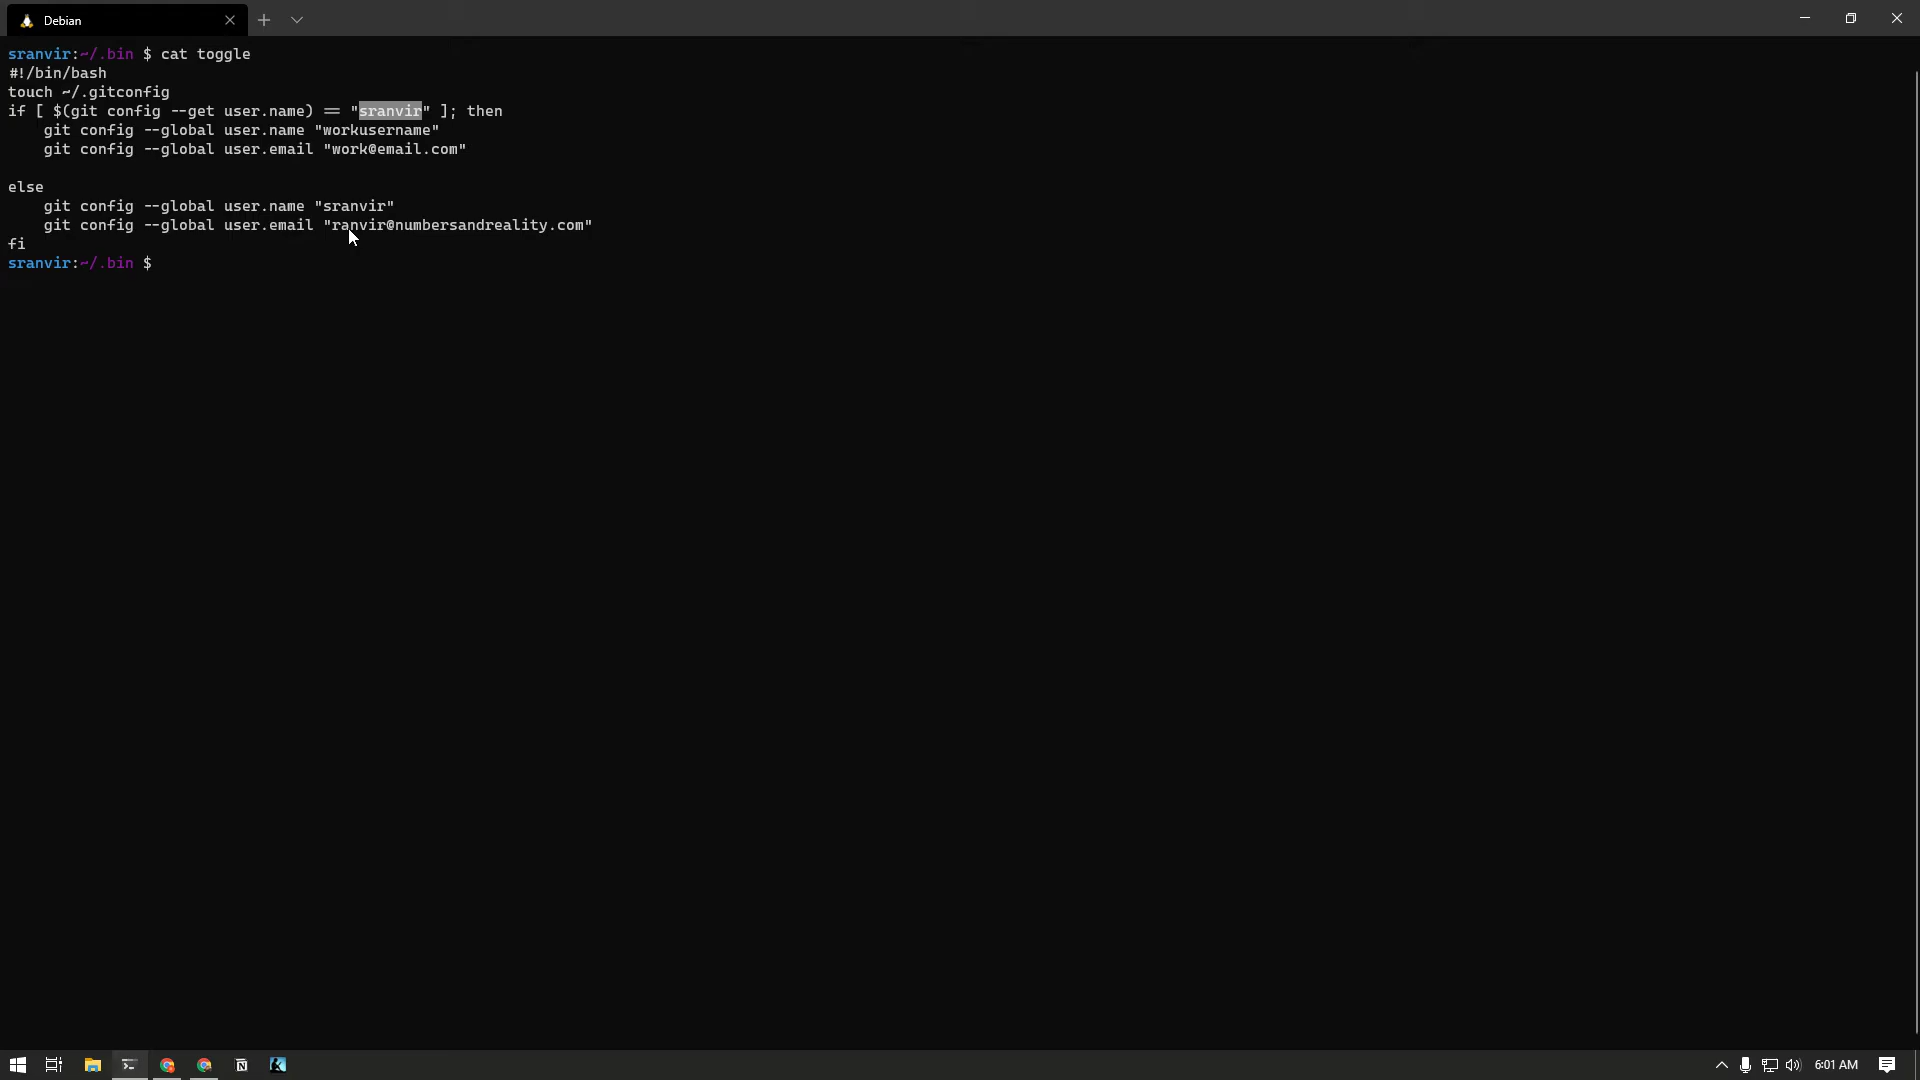 Debian
sranvir:~/.bin $ cat toggle
#!/bin/bash
touch ~/.gitconfig
if [ $(git config --get user.name) == "sranvir" ]; then
    git config --global user.name "workusername"
    git config --global user.email "work@email.com"
else
    git config --global user.name "sranvir"
    git config --global user.email "ranvir@numbersandreality.com"
fi
sranvir:~/.bin $
6:01 AM